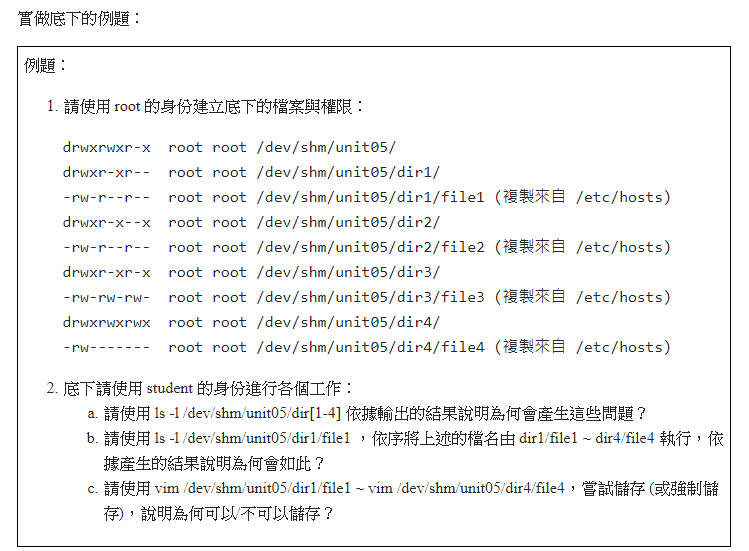 實做底下的例題：
例題：
1. 請使用 root 的身份建立底下的檔案與權限：
drwxrwxr-x  root root /dev/shm/unit05/
drwxr-xr--  root root /dev/shm/unit05/dir1/
-rw-r--r--  root root /dev/shm/unit05/dir1/file1 (複製來自 /etc/hosts)
drwxr-x--x  root root /dev/shm/unit05/dir2/
-rw-r--r--  root root /dev/shm/unit05/dir2/file2 (複製來自 /etc/hosts)
drwxr-xr-x  root root /dev/shm/unit05/dir3/
-rw-rw-rw-  root root /dev/shm/unit05/dir3/file3 (複製來自 /etc/hosts)
drwxrwxrwx  root root /dev/shm/unit05/dir4/
-rw-------  root root /dev/shm/unit05/dir4/file4 (複製來自 /etc/hosts)
2. 底下請使用 student 的身份進行各個工作：
a. 請使用 ls -l /dev/shm/unit05/dir[1-4] 依據輸出的結果說明為何會產生這些問題？
b. 請使用 ls -l /dev/shm/unit05/dir1/file1 ，依序將上述的檔名由 dir1/file1 ~ dir4/file4 執行，依
據產生的結果說明為何會如此？
c. 請使用 vim /dev/shm/unit05/dir1/file1 ~ vim /dev/shm/unit05/dir4/file4，嘗試儲存 (或強制儲
存)，說明為何可以/不可以儲存？